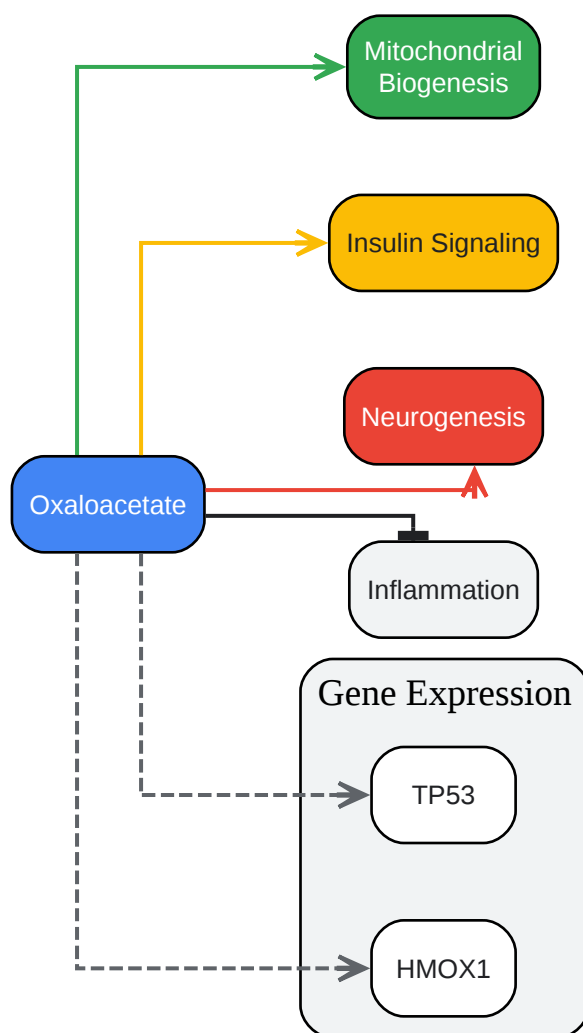 Mitochondrial
Biogenesis
Insulin Signaling
Neurogenesis
Oxaloacetate
Inflammation
Gene Expression
TP53
HMOX1